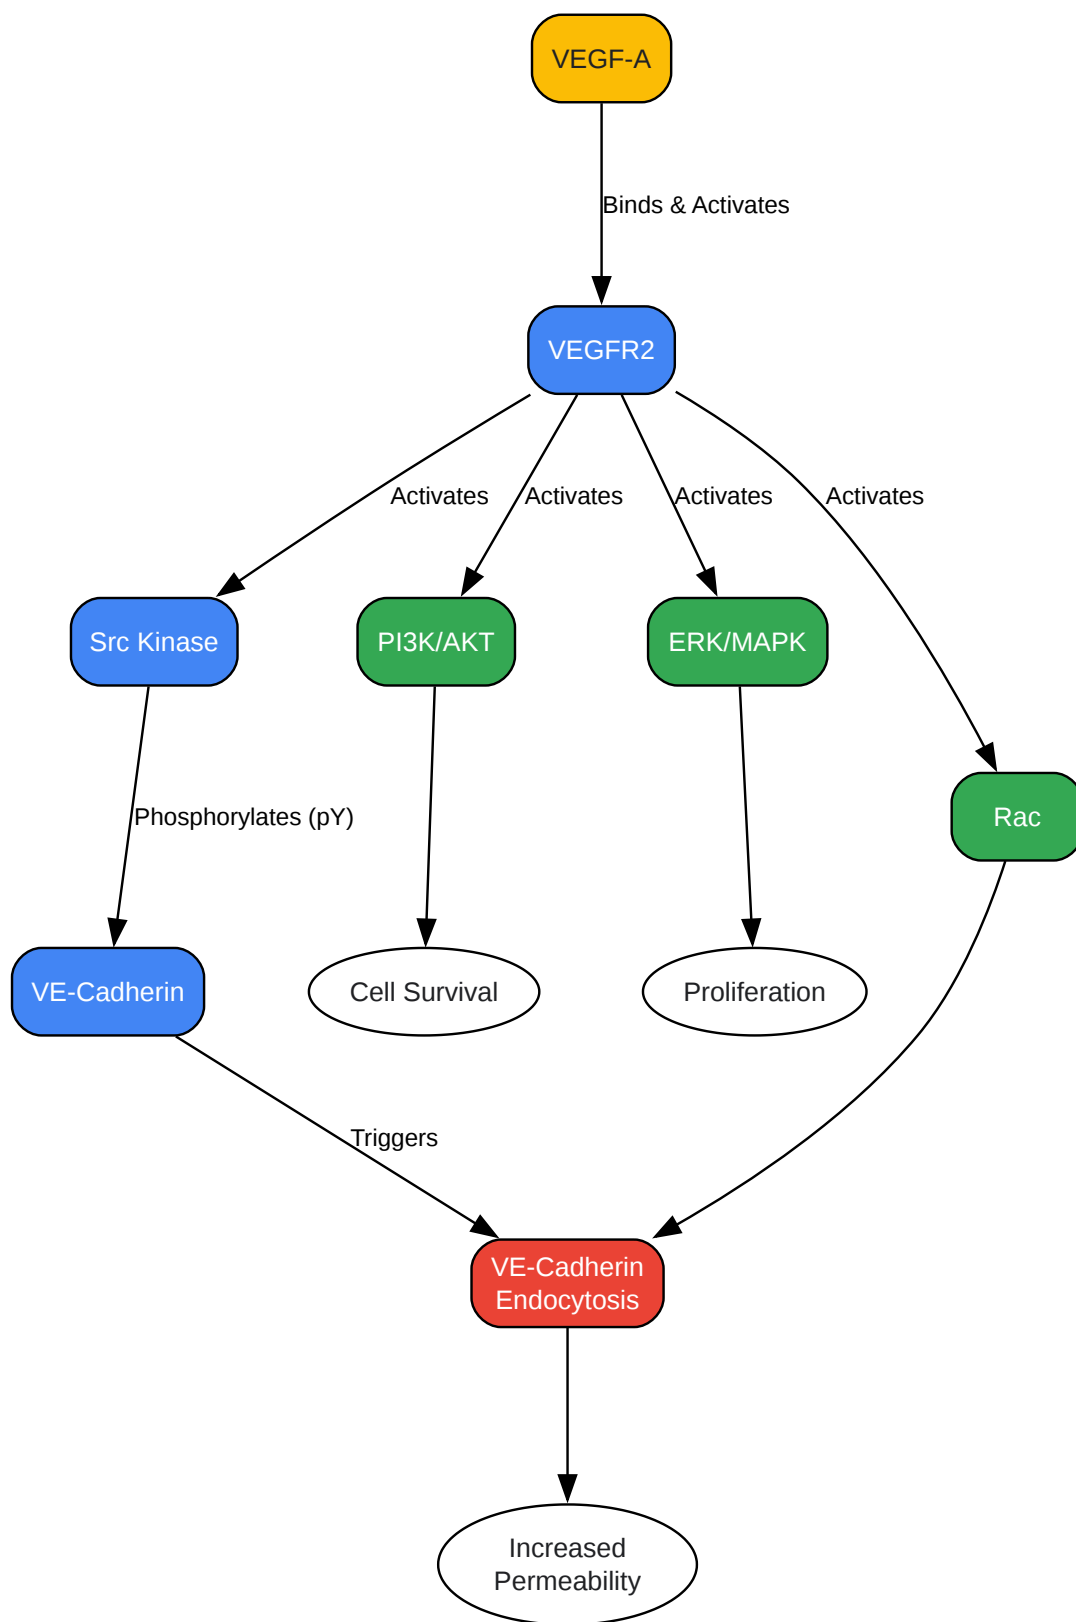 VEGF-A
Binds & Activates
VEGFR2
Activates
Activates
Activates
Activates
Src Kinase
PI3K/AKT
ERK/MAPK
Phosphorylates (pY)
Rac
VE-Cadherin
Cell Survival
Proliferation
Triggers
VE-Cadherin
Endocytosis
Increased
Permeability